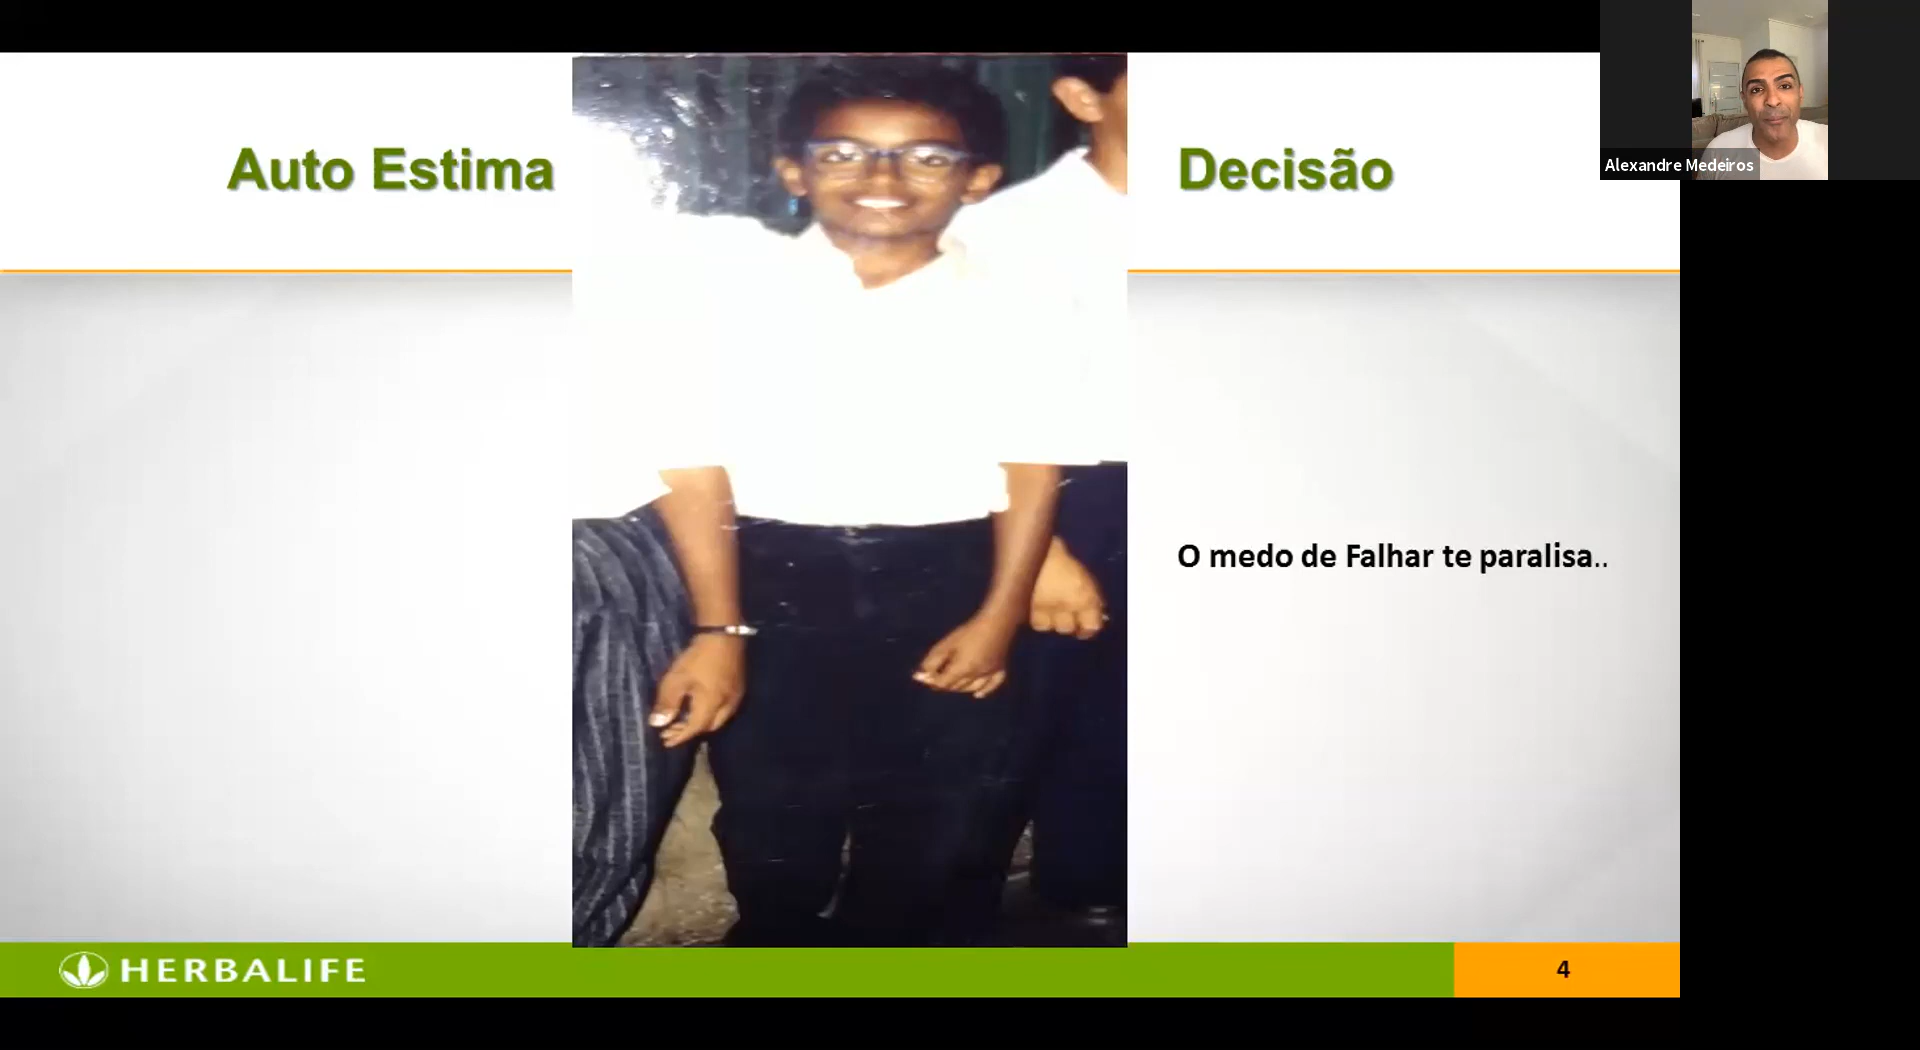 Alexandre Medeiros
Auto Estima
Decisão
O medo de Falhar te paralisa..
HERBALIFE
4